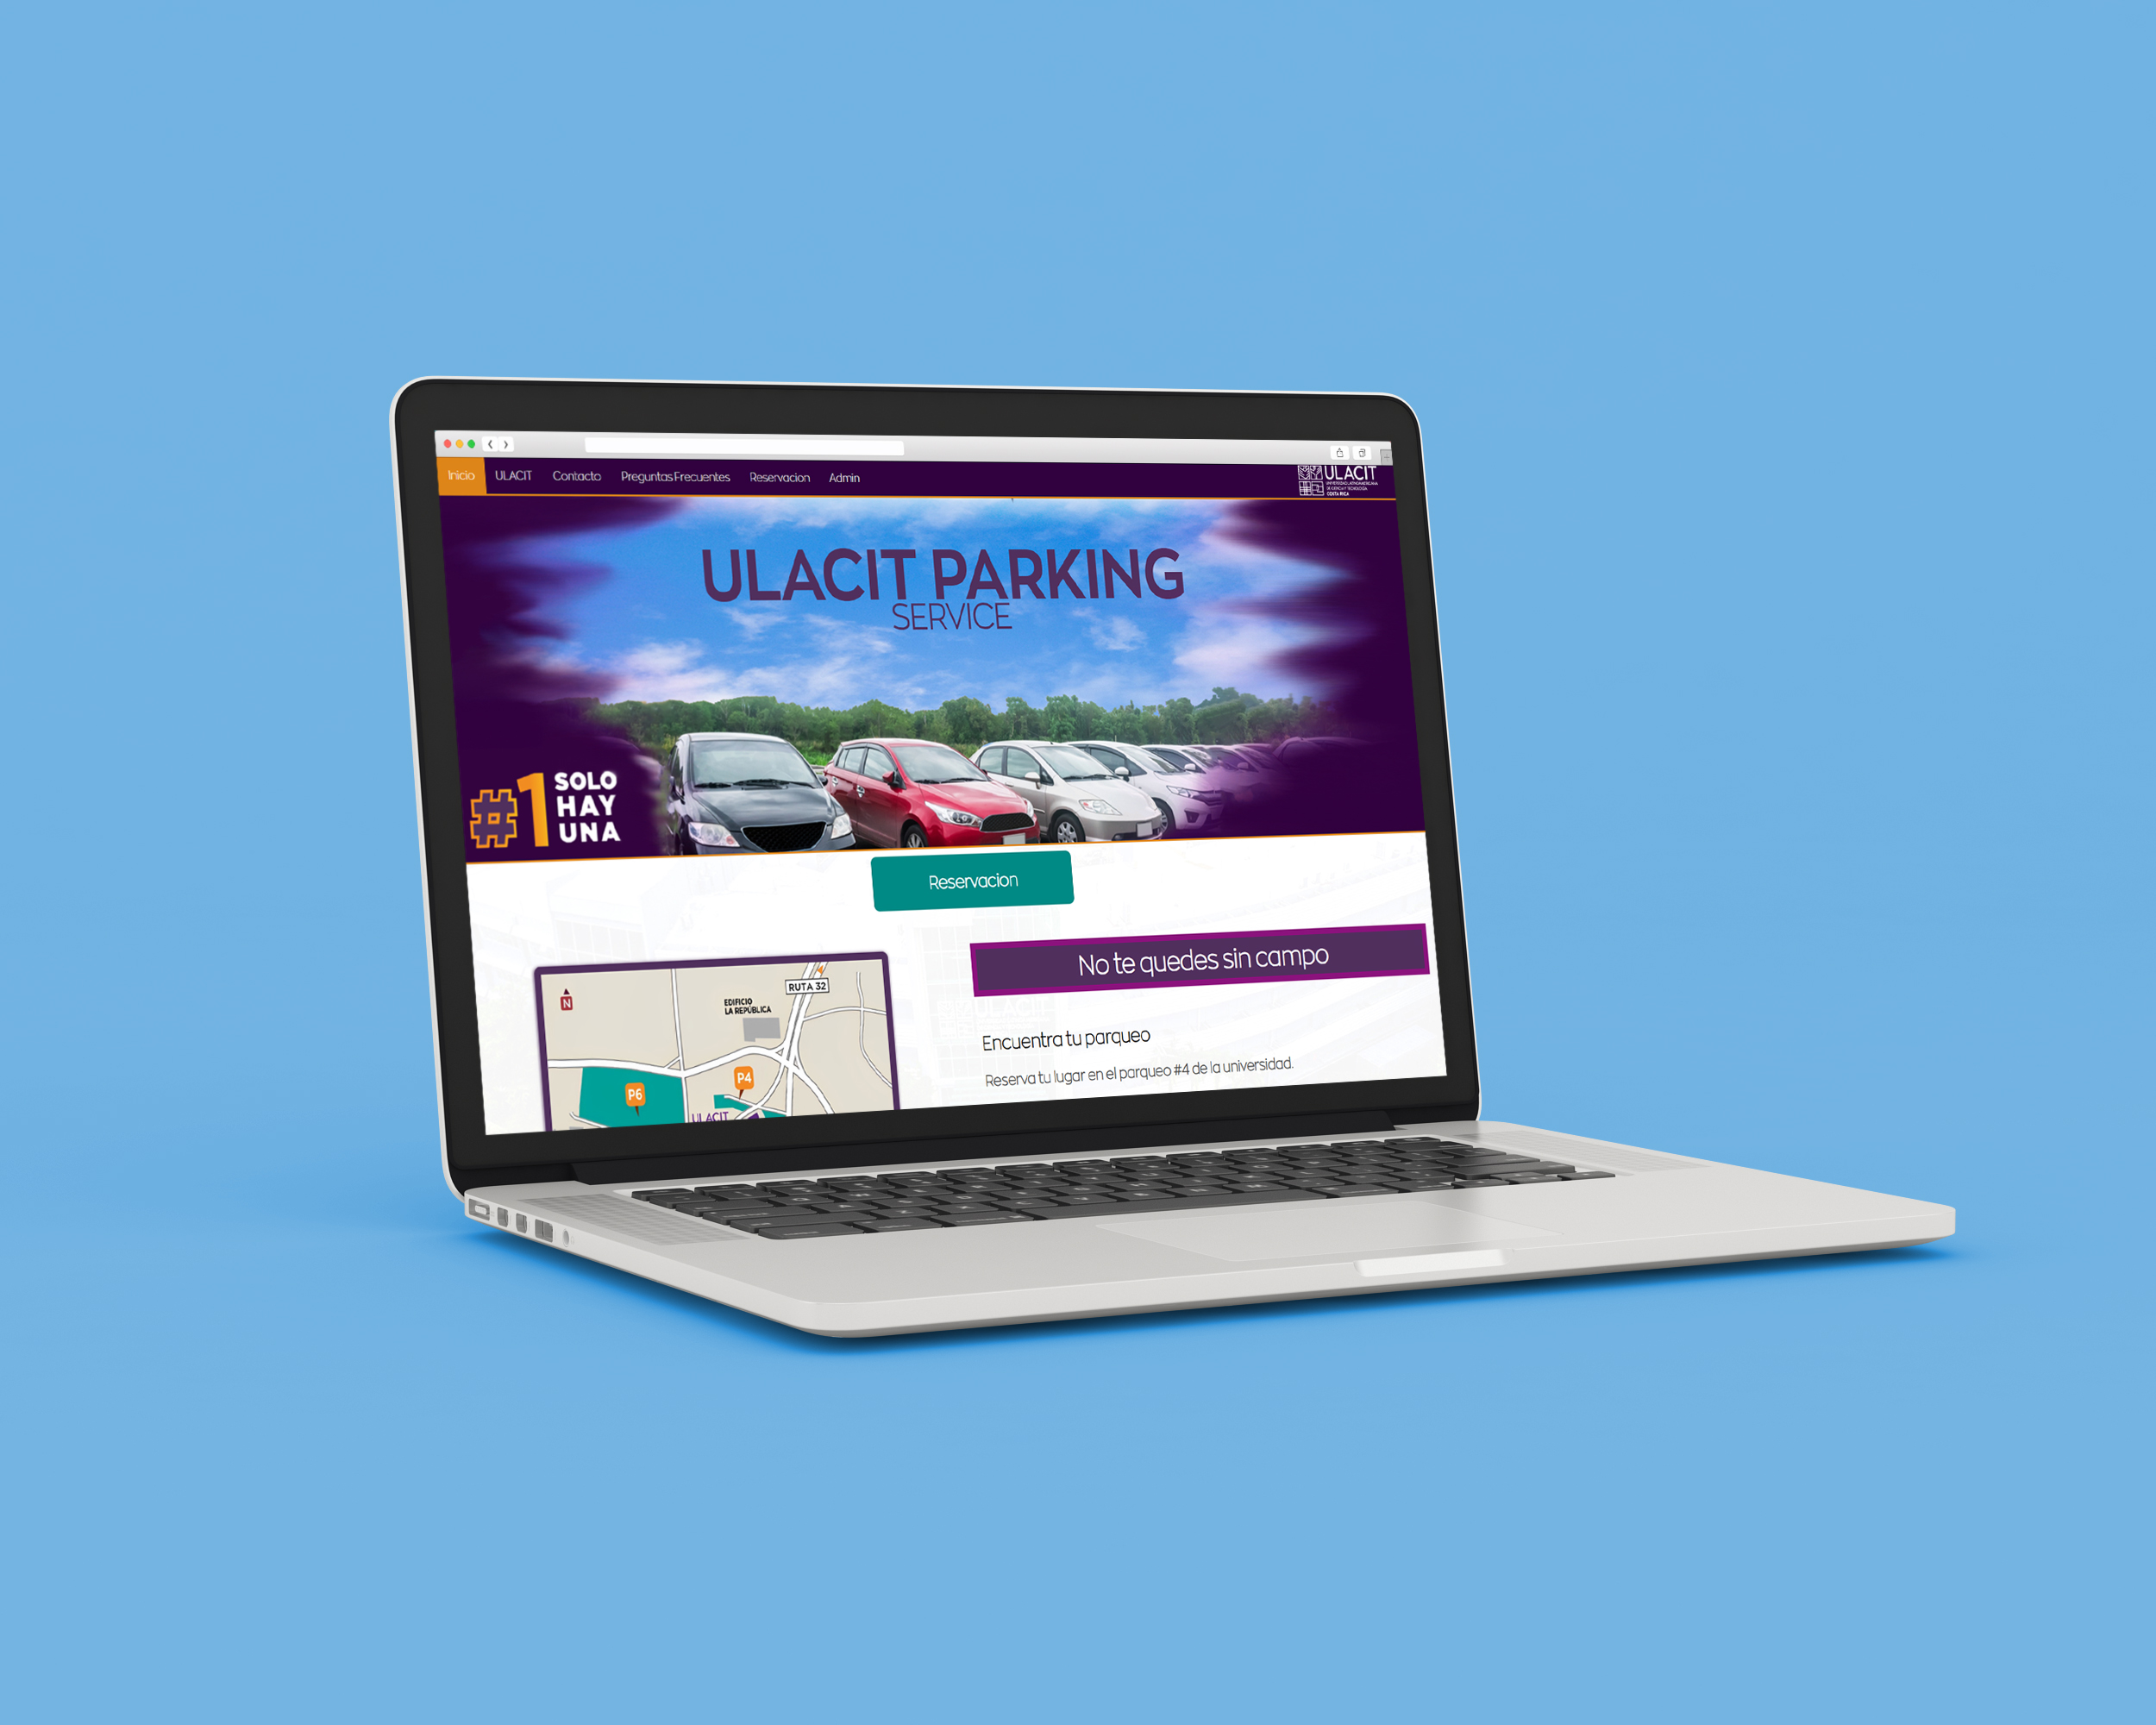 Inicio
ULACIT
Contacto
Preguntas Frecuentes
Reservacion
Admin
ULACIT
UNIVERSIDAD LATINOAMERICANA
DE CIENCIA Y TECNOLOGÍA
COSTA RICA
ULACIT PARKING
SERVICE
#1
SOLO
HAY
UNA
Reservacion
No te quedes sin campo
N
RUTA 32
EDIFICIO
LA REPÚBLICA
P6
P4
ULACIT
Encuentra tu parqueo
Reserva tu lugar en el parqueo #4 de la universidad.